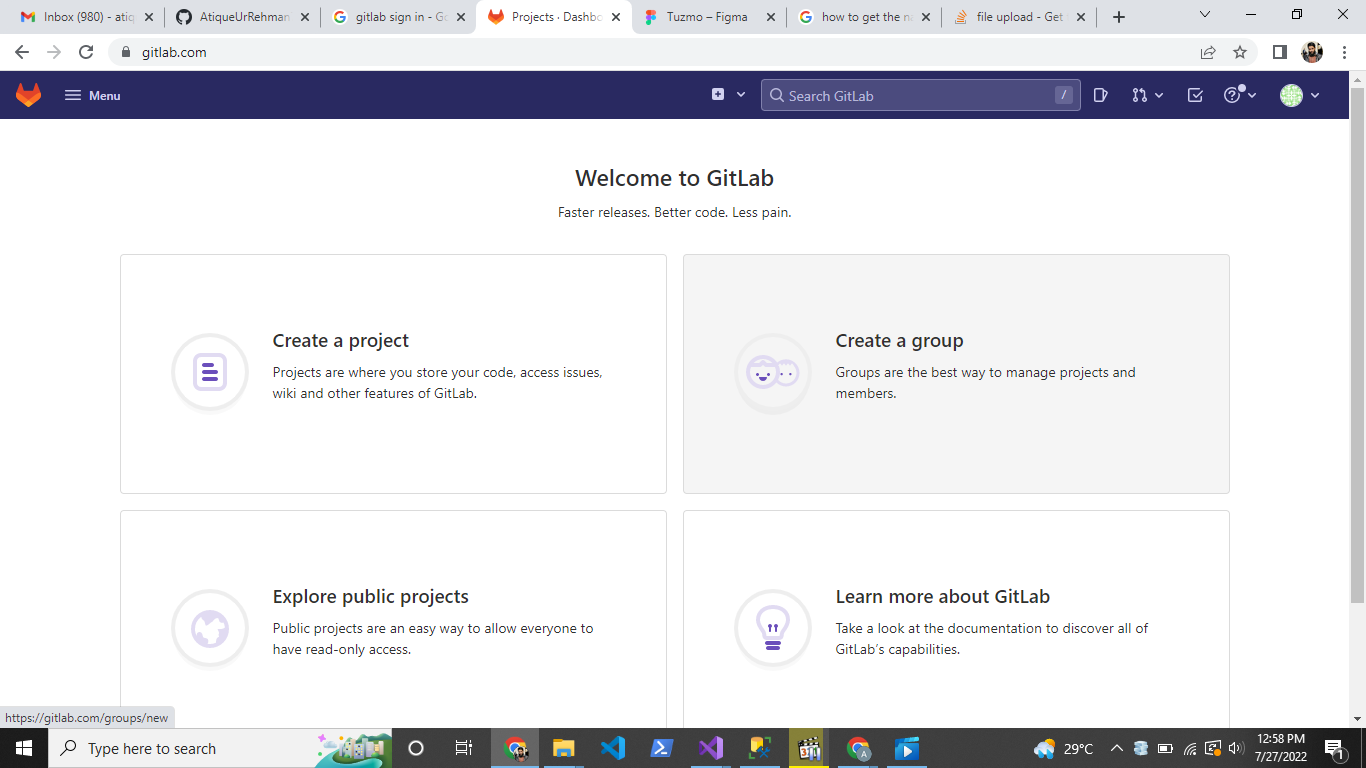 Inbox (980) - atiq
AtiqueUrRehman
gitlab sign in - Go
Projects · Dashbo
Tuzmo – Figma
how to get the na
file upload - Get
gitlab.com
Menu
Search GitLab
/
Welcome to GitLab
Faster releases. Better code. Less pain.
Create a project
Projects are where you store your code, access issues,
wiki and other features of GitLab.
Create a group
Groups are the best way to manage projects and
members.
Explore public projects
Public projects are an easy way to allow everyone to
have read-only access.
Learn more about GitLab
Take a look at the documentation to discover all of
GitLab's capabilities.
https://gitlab.com/groups/new
Type here to search
29°C
12:58 PM
7/27/2022
1